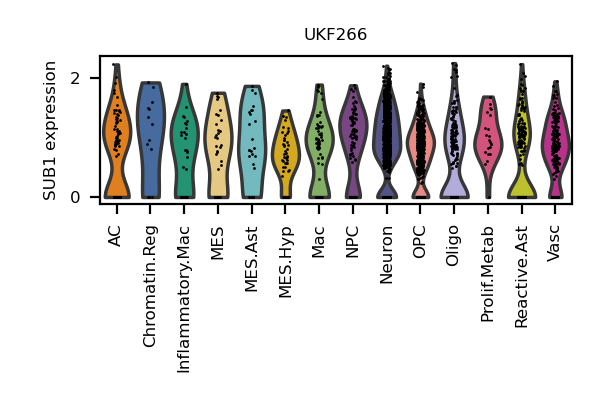 UKF266
SUB1 expression
2
0
AC
Chromatin.Reg
Inflammatory.Mac
MES
MES.Ast
MES.Hyp
Mac
NPC
Neuron
OPC
Oligo
Prolif.Metab
Reactive.Ast
Vasc